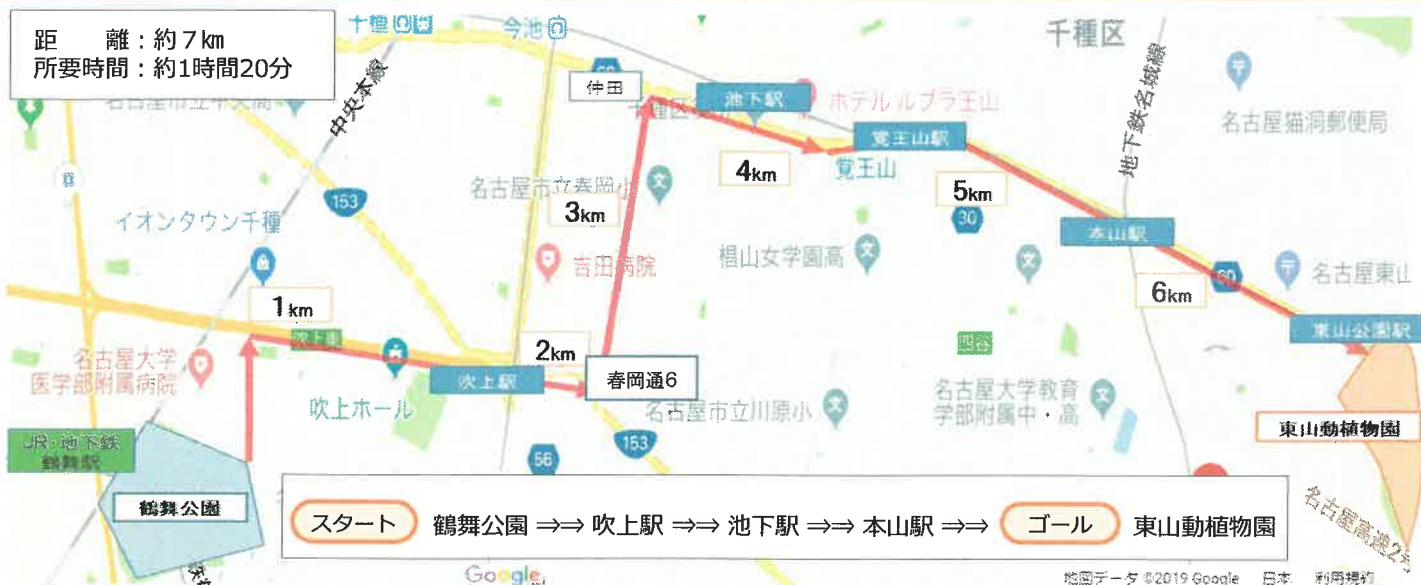 距　離：約７km
所要時間：約1時間20分
千種
今池
仲田
池下駅
ホテル ルブラ王山
千種区
地下鉄名城線
名古屋猫洞郵便局
中央本線
153
イオンタウン千種
名古屋市立春岡小
3km
4km
覚王山駅
覚王山
5km
30
本山駅
吉田病院
椙山女学園高
1km
吹上
2km
6km
名古屋東山
東山公園駅
名古屋大学
医学部附属病院
吹上ホール
吹上駅
春岡通6
名古屋市立川原小
四谷
名古屋大学教育
学部附属中・高
153
56
東山動植物園
JR・地下鉄
鶴舞駅
鶴舞公園
スタート　鶴舞公園 ⇒⇒ 吹上駅 ⇒⇒ 池下駅 ⇒⇒ 本山駅 ⇒⇒ ゴール　東山動植物園
名古屋高速2号
Google
地図データ ©2019 Google　日本　利用規約